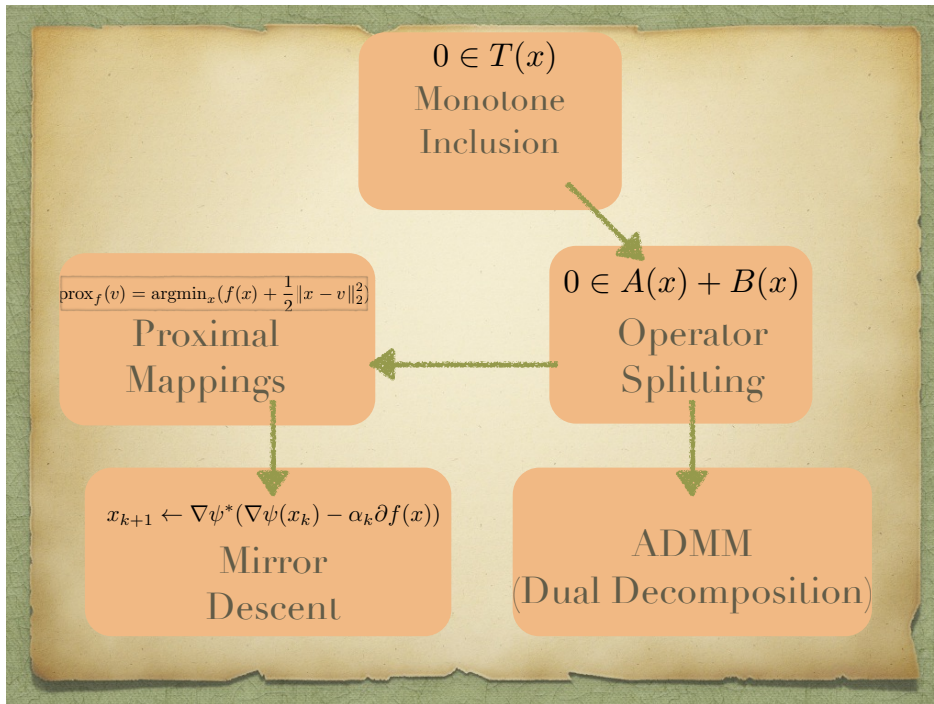 0 ∈ T(x)
Monotone
Inclusion
prox_f(v) = argmin_x(f(x) + \frac{1}{2}‖x − v‖_2^2)
Proximal
Mappings
0 ∈ A(x) + B(x)
Operator
Splitting
x_{k+1} ← ∇ψ*(∇ψ(x_k) − α_k∂f(x))
Mirror
Descent
ADMM
(Dual Decomposition)